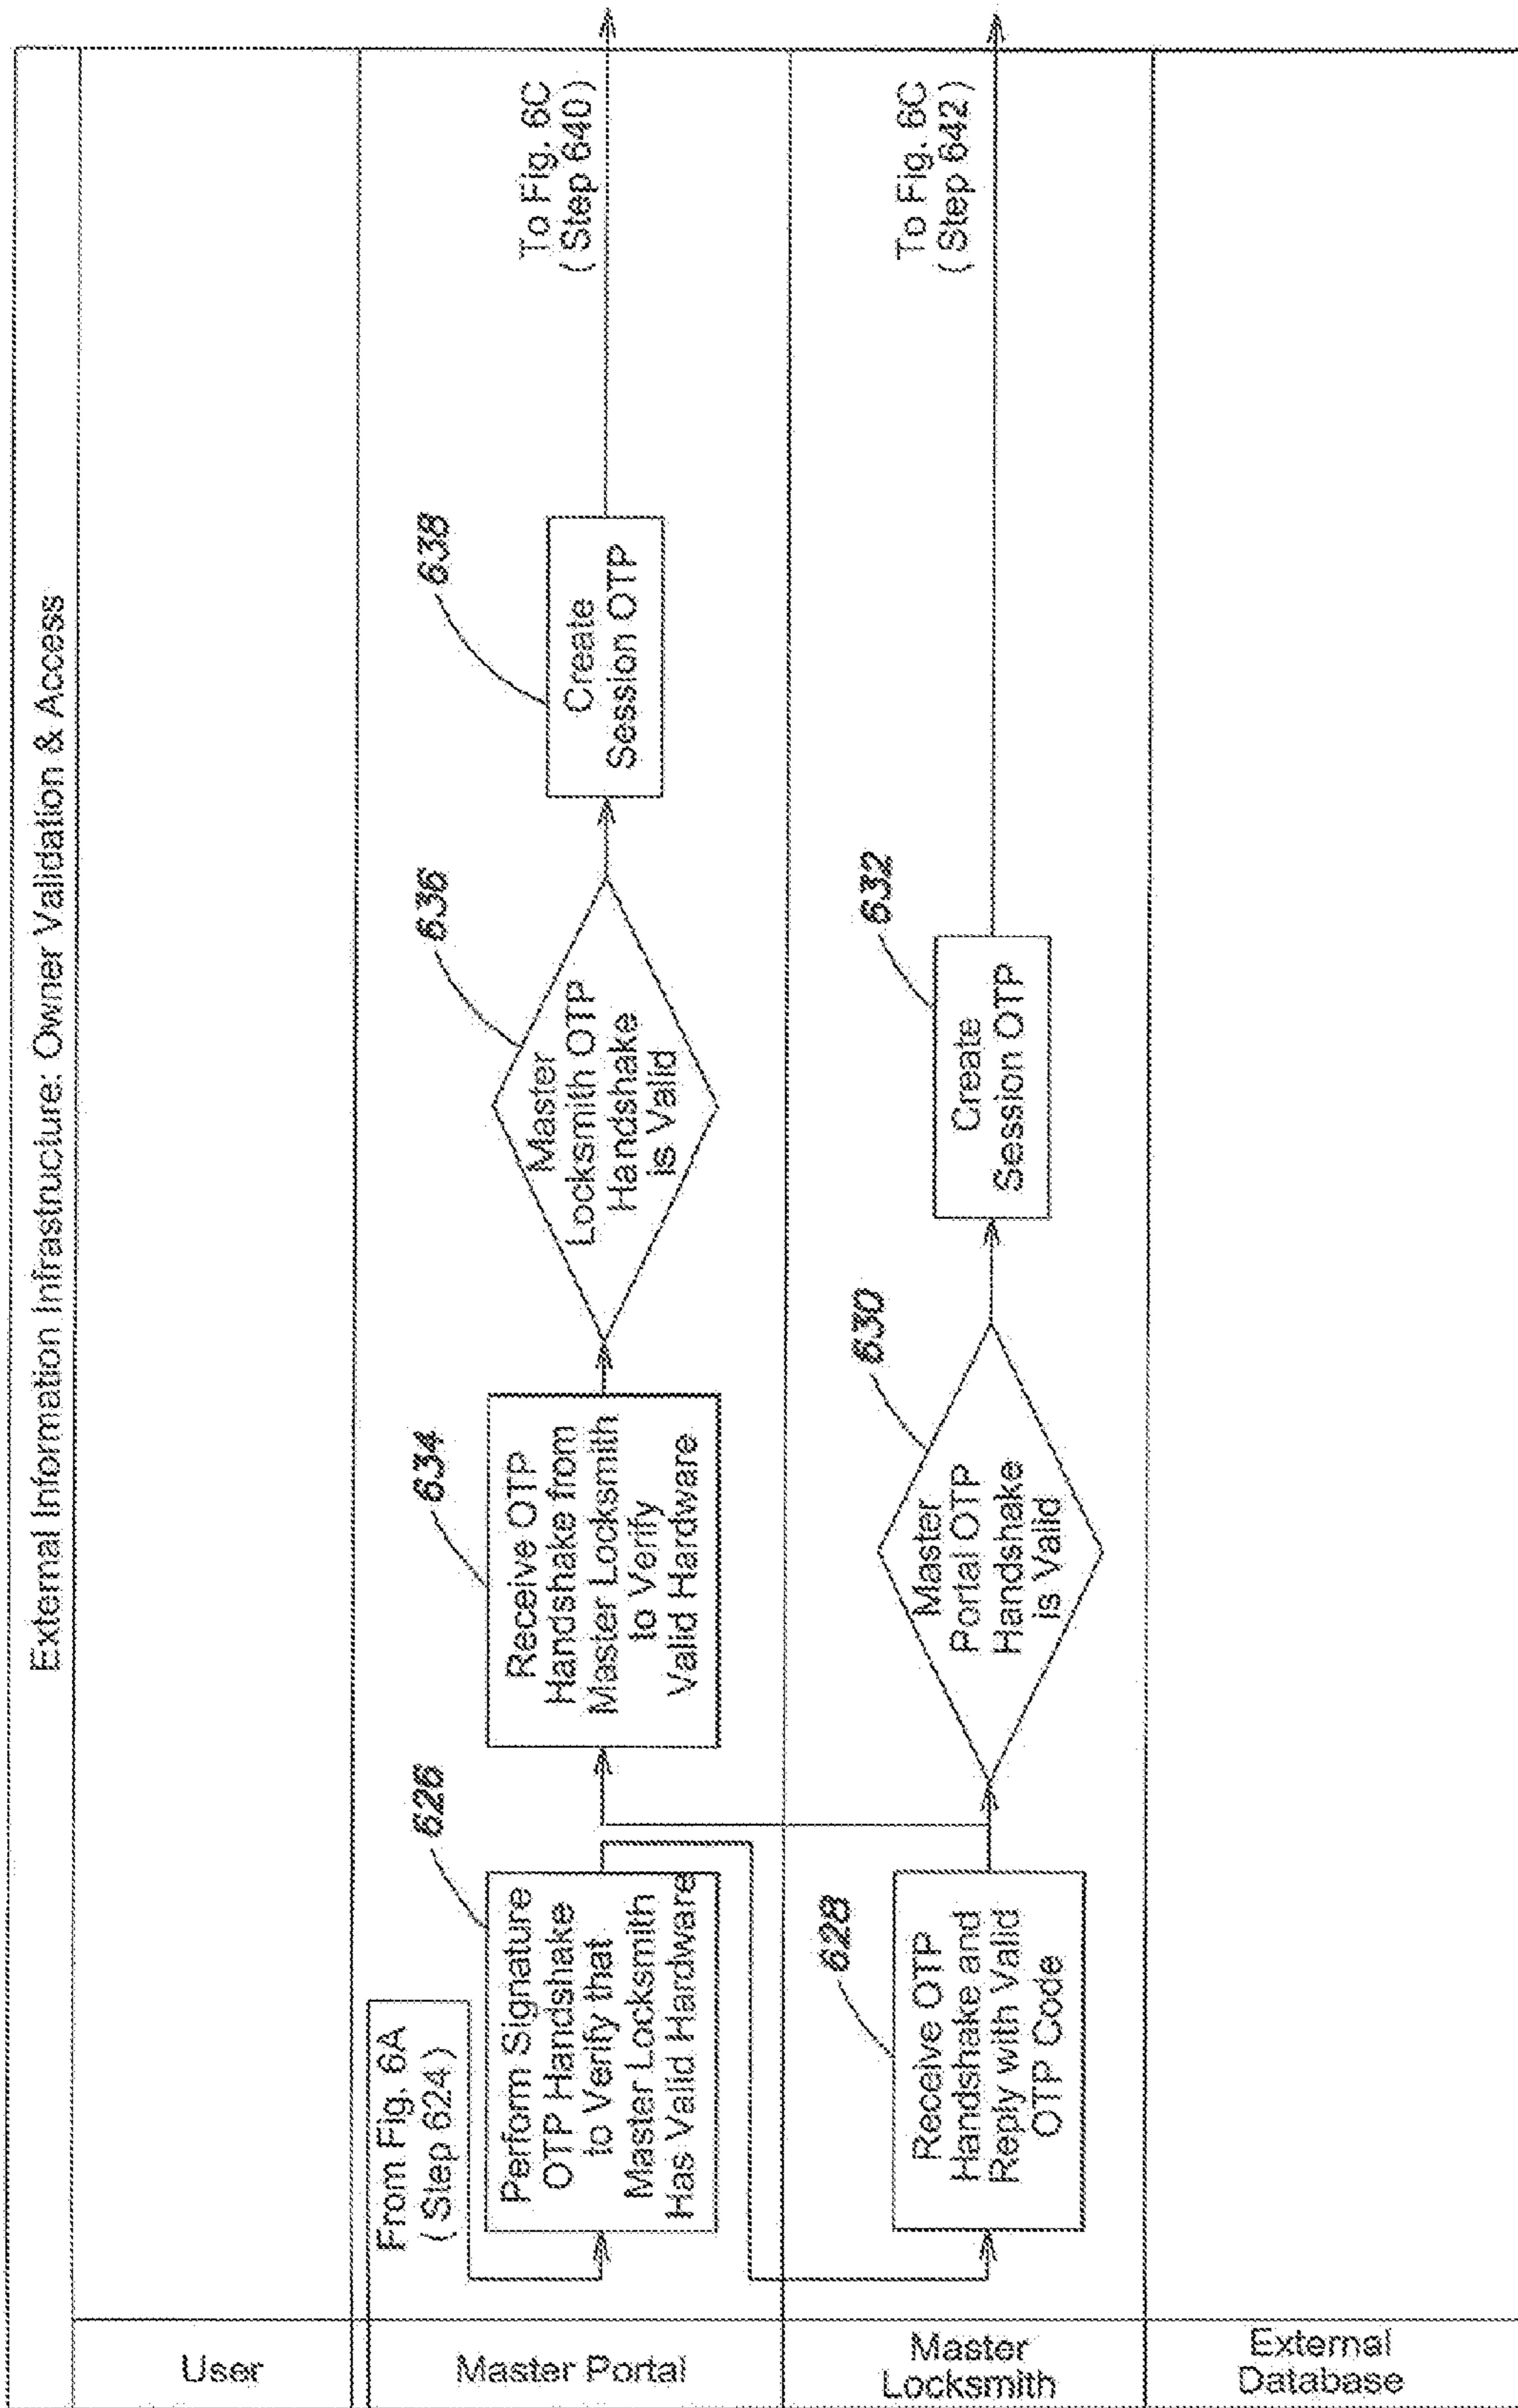 External Information Infrastructure: Owner Validation & Access
User
Master Portal
From Fig. 6A
( Step 624 )
626
Perform Signature
OTP Handshake
to Verify that
Master Locksmith
Has Valid Hardware
634
Receive OTP
Handshake from
Master Locksmith
to Verify
Valid Hardware
636
Master
Locksmith OTP
Handshake
is Valid
638
Create
Session OTP
To Fig. 6C
( Step 640 )
Master
Locksmith
628
Receive OTP
Handshake and
Reply with Valid
OTP Code
630
Master
Portal OTP
Handshake
is Valid
632
Create
Session OTP
To Fig. 6C
( Step 642 )
External
Database